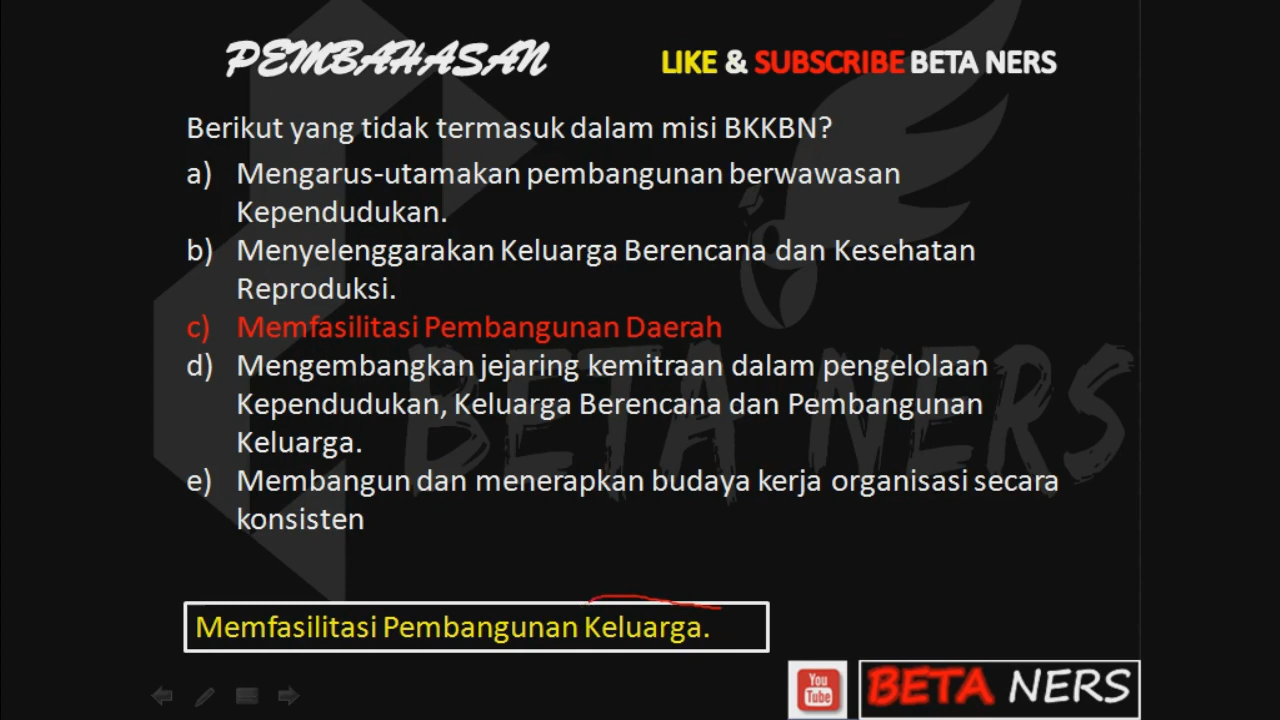 PEMBAHASAN
LIKE & SUBSCRIBE BETA NERS
Berikut yang tidak termasuk dalam misi BKKBN?
a) Mengarus-utamakan pembangunan berwawasan
Kependudukan.
b) Menyelenggarakan Keluarga Berencana dan Kesehatan
Reproduksi.
c) Memfasilitasi Pembangunan Daerah
d) Mengembangkan jejaring kemitraan dalam pengelolaan
Kependudukan, Keluarga Berencana dan Pembangunan
Keluarga.
e) Membangun dan menerapkan budaya kerja organisasi secara
konsisten
BETA NERS
Memfasilitasi Pembangunan Keluarga.
You
Tube
BETA NERS